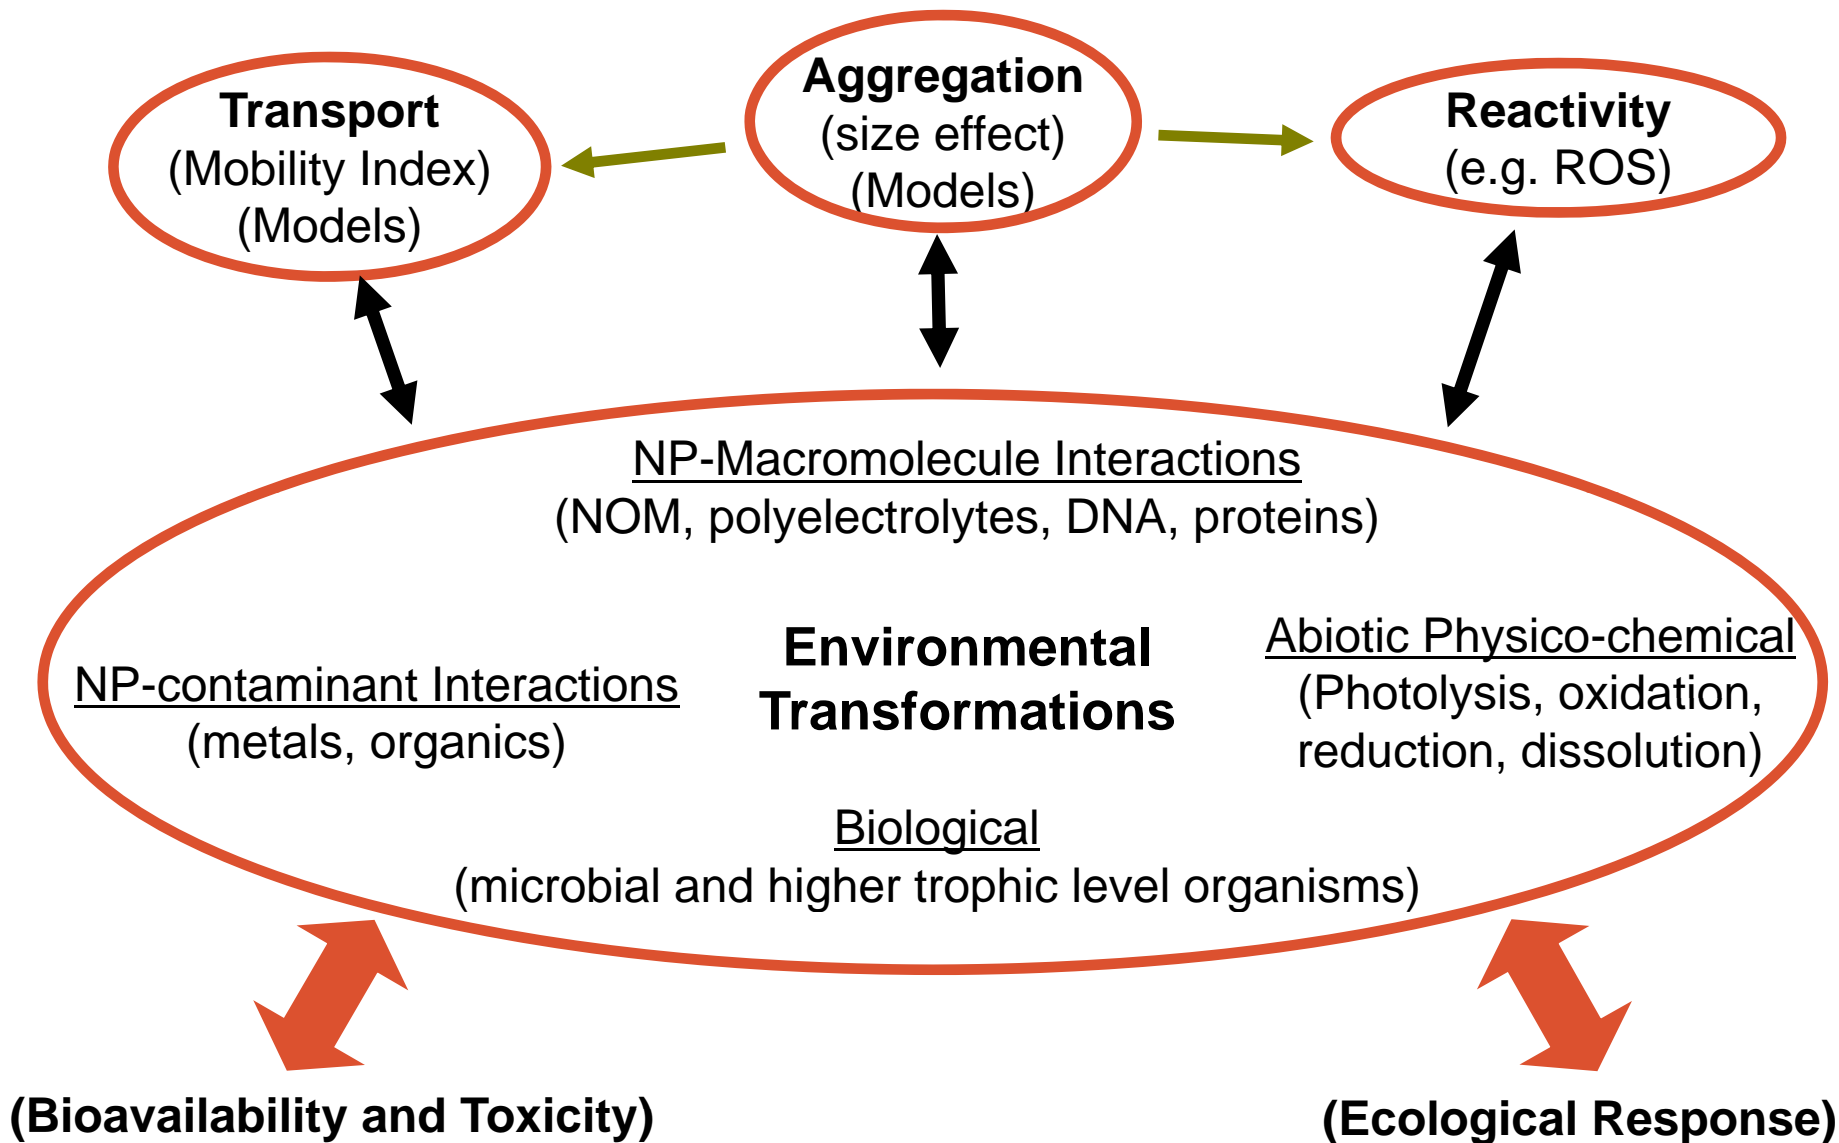 Transport
(Mobility Index)
(Models)
Aggregation
(size effect)
(Models)
Reactivity
(e.g. ROS)
NP-Macromolecule Interactions
(NOM, polyelectrolytes, DNA, proteins)
NP-contaminant Interactions
(metals, organics)
Environmental
Transformations
Abiotic Physico-chemical
(Photolysis, oxidation,
reduction, dissolution)
Biological
(microbial and higher trophic level organisms)
(Bioavailability and Toxicity)
(Ecological Response)